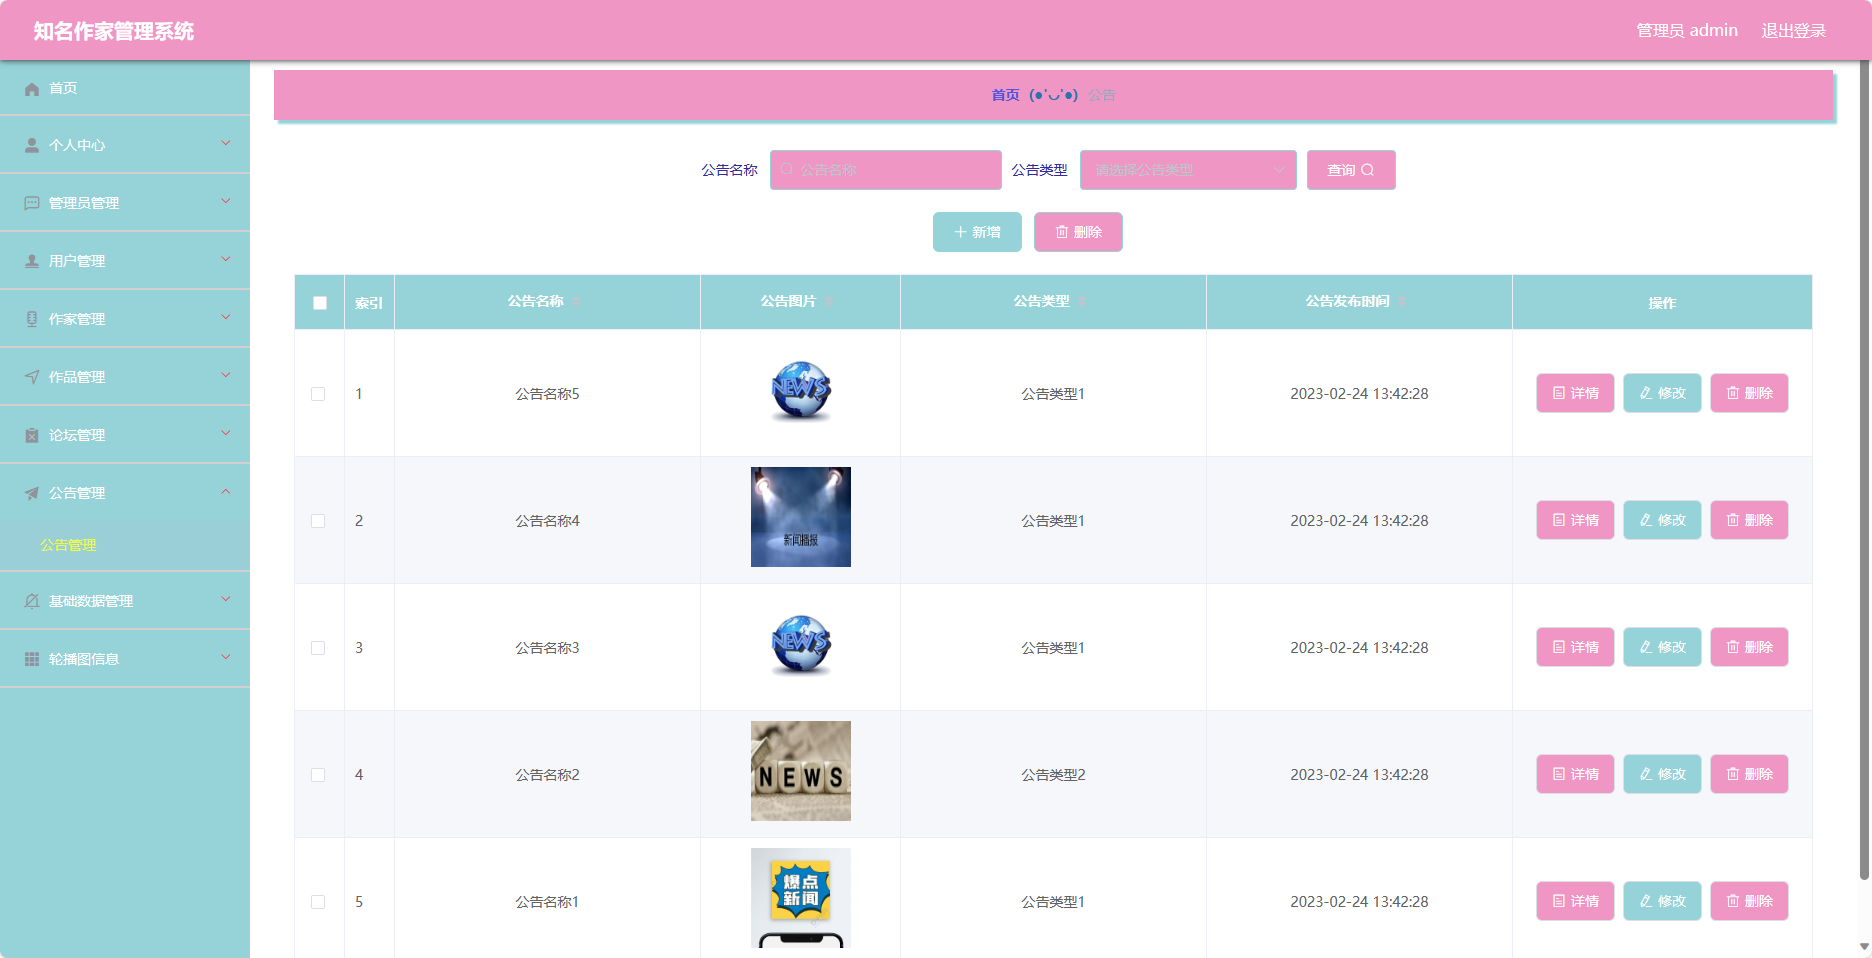 知名作家管理系统
管理员 admin 退出登录
首页
个人中心
管理员管理
用户管理
作家管理
作品管理
论坛管理
公告管理
公告管理
基础数据管理
轮播图信息
首页 (●'◡'●) 公告
公告名称 公告名称 公告类型 请选择公告类型 查询
新增 删除
索引 公告名称 公告图片 公告类型 公告发布时间 操作
1 公告名称5 NEWS 公告类型1 2023-02-24 13:42:28 详情 修改 删除
2 公告名称4 新闻播报 公告类型1 2023-02-24 13:42:28 详情 修改 删除
3 公告名称3 NEWS 公告类型1 2023-02-24 13:42:28 详情 修改 删除
4 公告名称2 NEWS 公告类型2 2023-02-24 13:42:28 详情 修改 删除
5 公告名称1 爆点 新闻 公告类型1 2023-02-24 13:42:28 详情 修改 删除